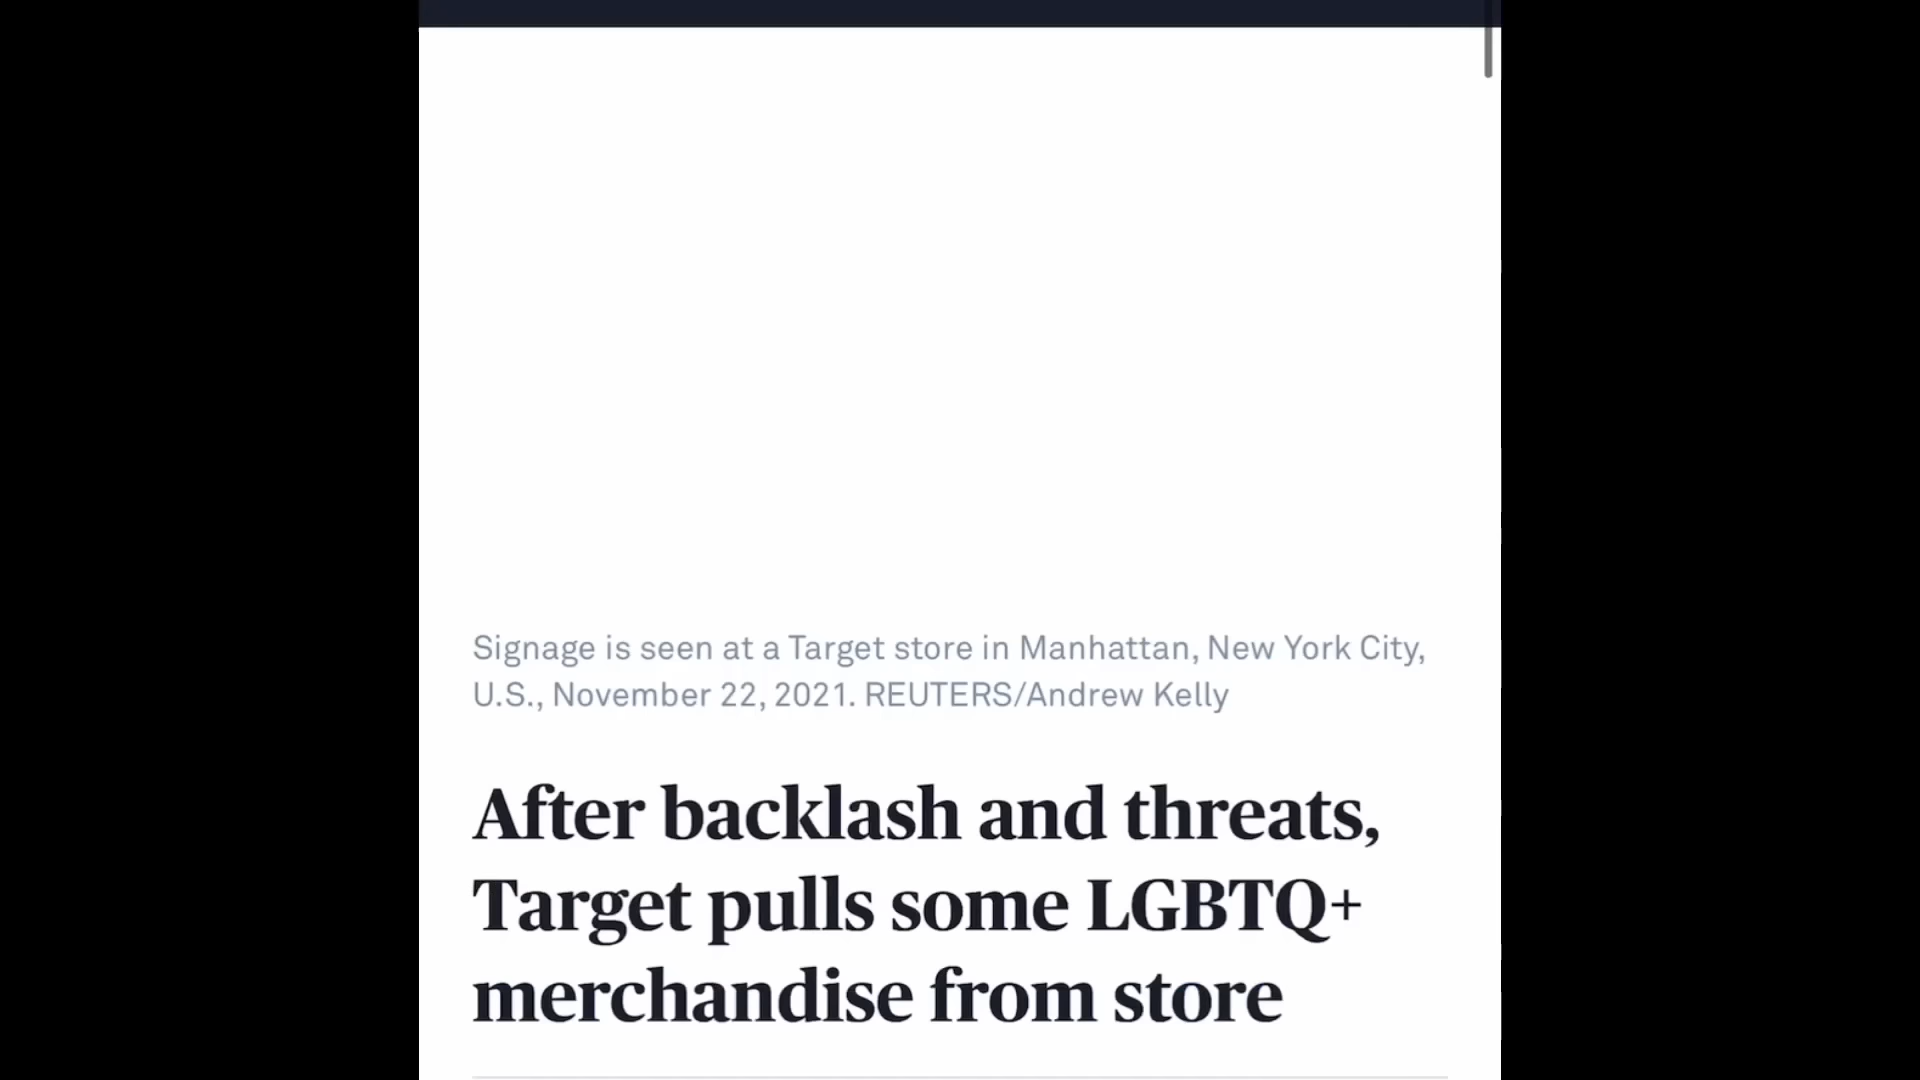 Signage is seen at a Target store in Manhattan, New York City,
U.S., November 22, 2021. REUTERS/Andrew Kelly
After backlash and threats,
Target pulls some LGBTQ+
merchandise from store